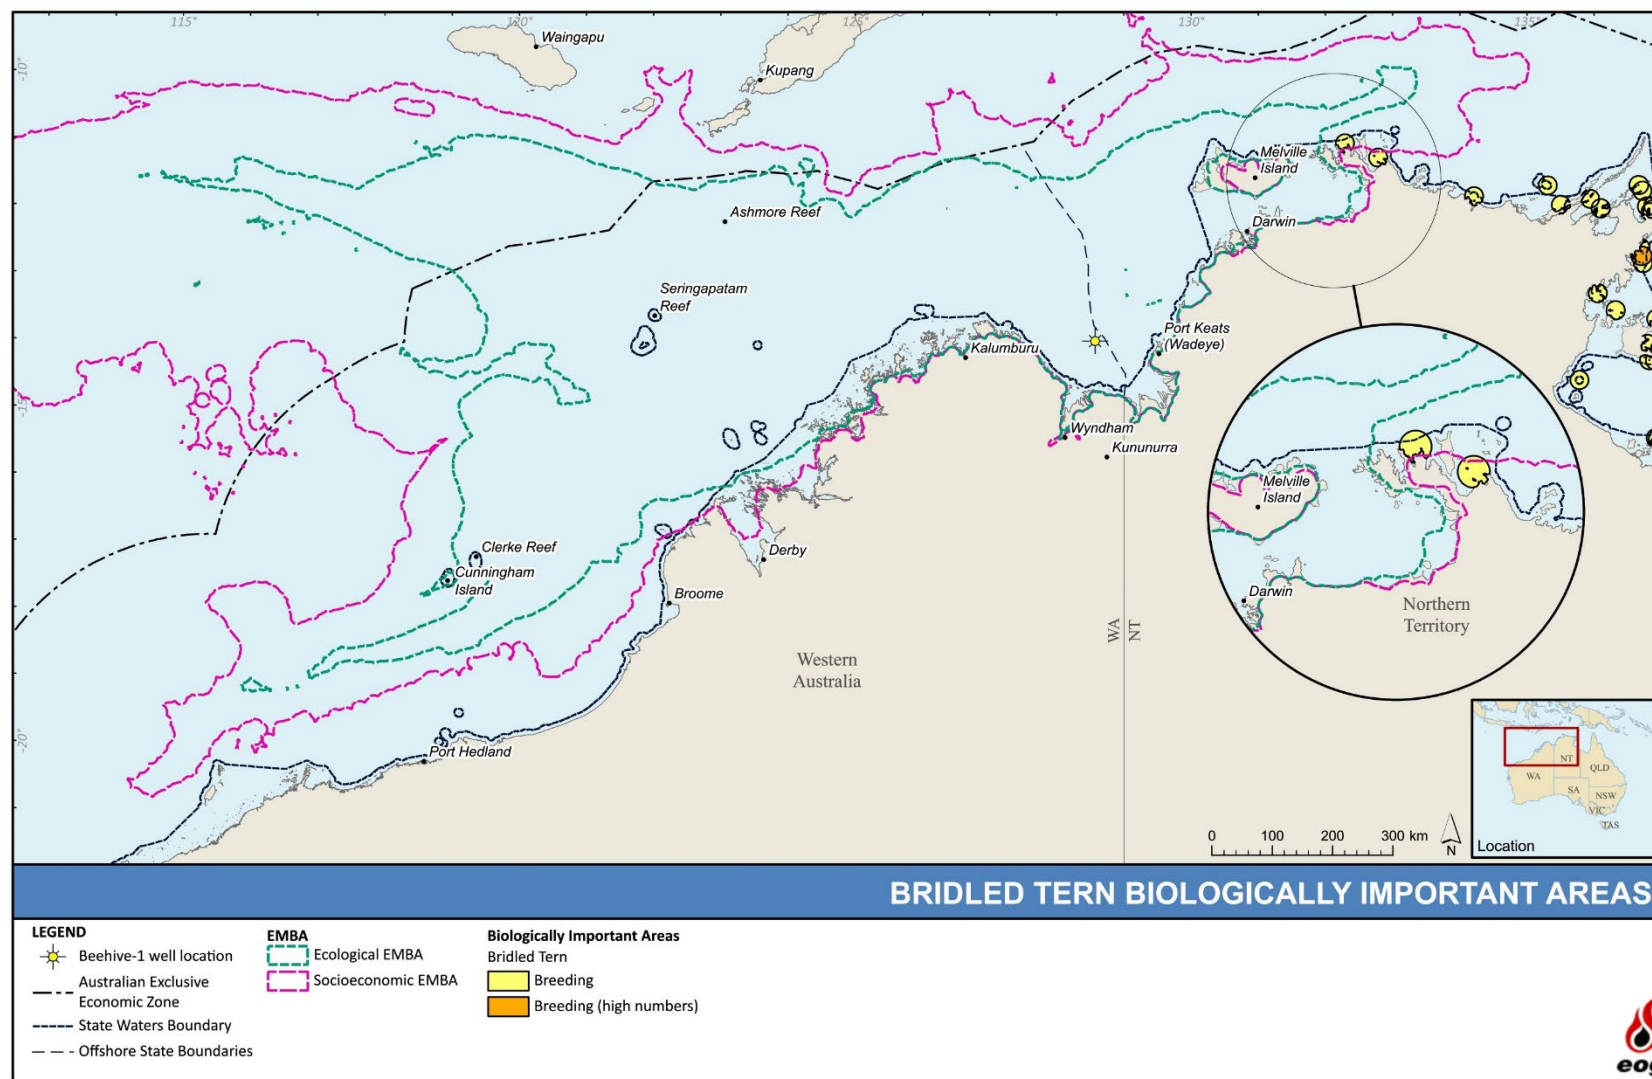 115°
120°
125°
130°
135°
-10°
Waingapu
Kupang
Melville
Island
Ashmore Reef
Darwin
Seringapatam
Reef
Port Keats
(Wadeye)
Kalumburu
-15°
Wyndham
Kununurra
Melville
Island
Clerke Reef
Cunningham
Island
Derby
Broome
Darwin
Northern
Territory
WA
NT
Western
Australia
-20°
Port Hedland
NT
WA
QLD
SA
NSW
VIC
TAS
0 100 200 300 km
N
Location
BRIDLED TERN BIOLOGICALLY IMPORTANT AREAS
LEGEND
Beehive-1 well location
Australian Exclusive
Economic Zone
State Waters Boundary
Offshore State Boundaries
EMBA
Ecological EMBA
Socioeconomic EMBA
Biologically Important Areas
Bridled Tern
Breeding
Breeding (high numbers)